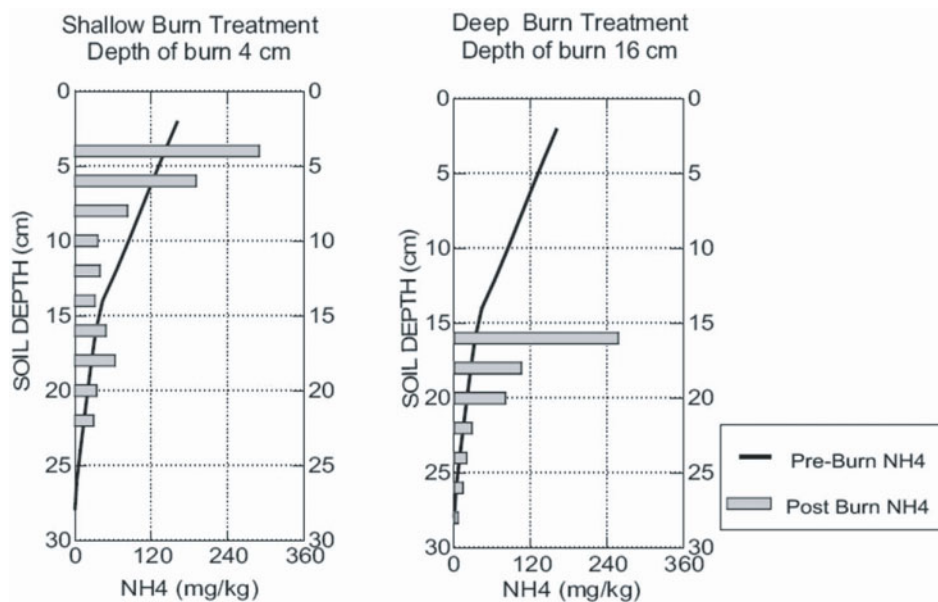 Shallow Burn Treatment
Depth of burn 4 cm
0
5
10
15
20
25
30
0
5
10
15
20
25
30
SOIL DEPTH (cm)
0 120 240 360
NH4 (mg/kg)
Deep Burn Treatment
Depth of burn 16 cm
0
5
10
15
20
25
30
0
5
10
15
20
25
30
SOIL DEPTH (cm)
0 120 240 360
NH4 (mg/kg)
Pre-Burn NH4
Post Burn NH4